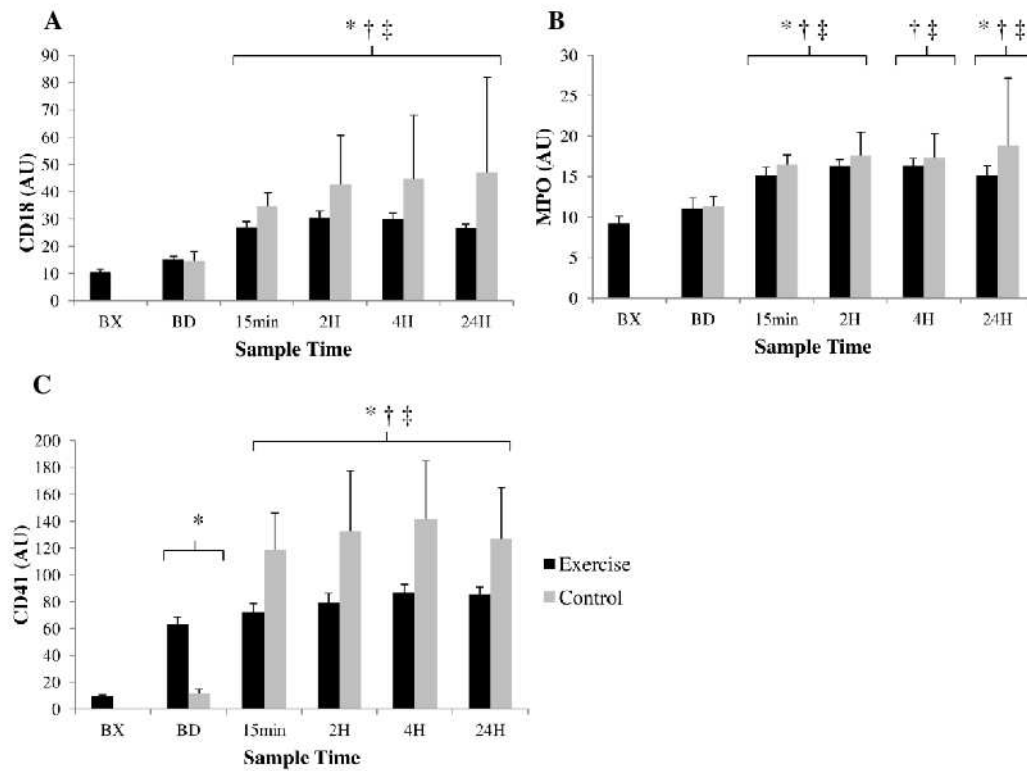 A
* † ‡
90
80
70
60
50
40
30
20
10
0
CD18 (AU)
BX BD 15min 2H 4H 24H
Sample Time
B
* † ‡ † ‡ * † ‡
30
25
20
15
10
5
0
MPO (AU)
BX BD 15min 2H 4H 24H
Sample Time
C
* † ‡
*
200
180
160
140
120
100
80
60
40
20
0
CD41 (AU)
BX BD 15min 2H 4H 24H
Sample Time
Exercise
Control